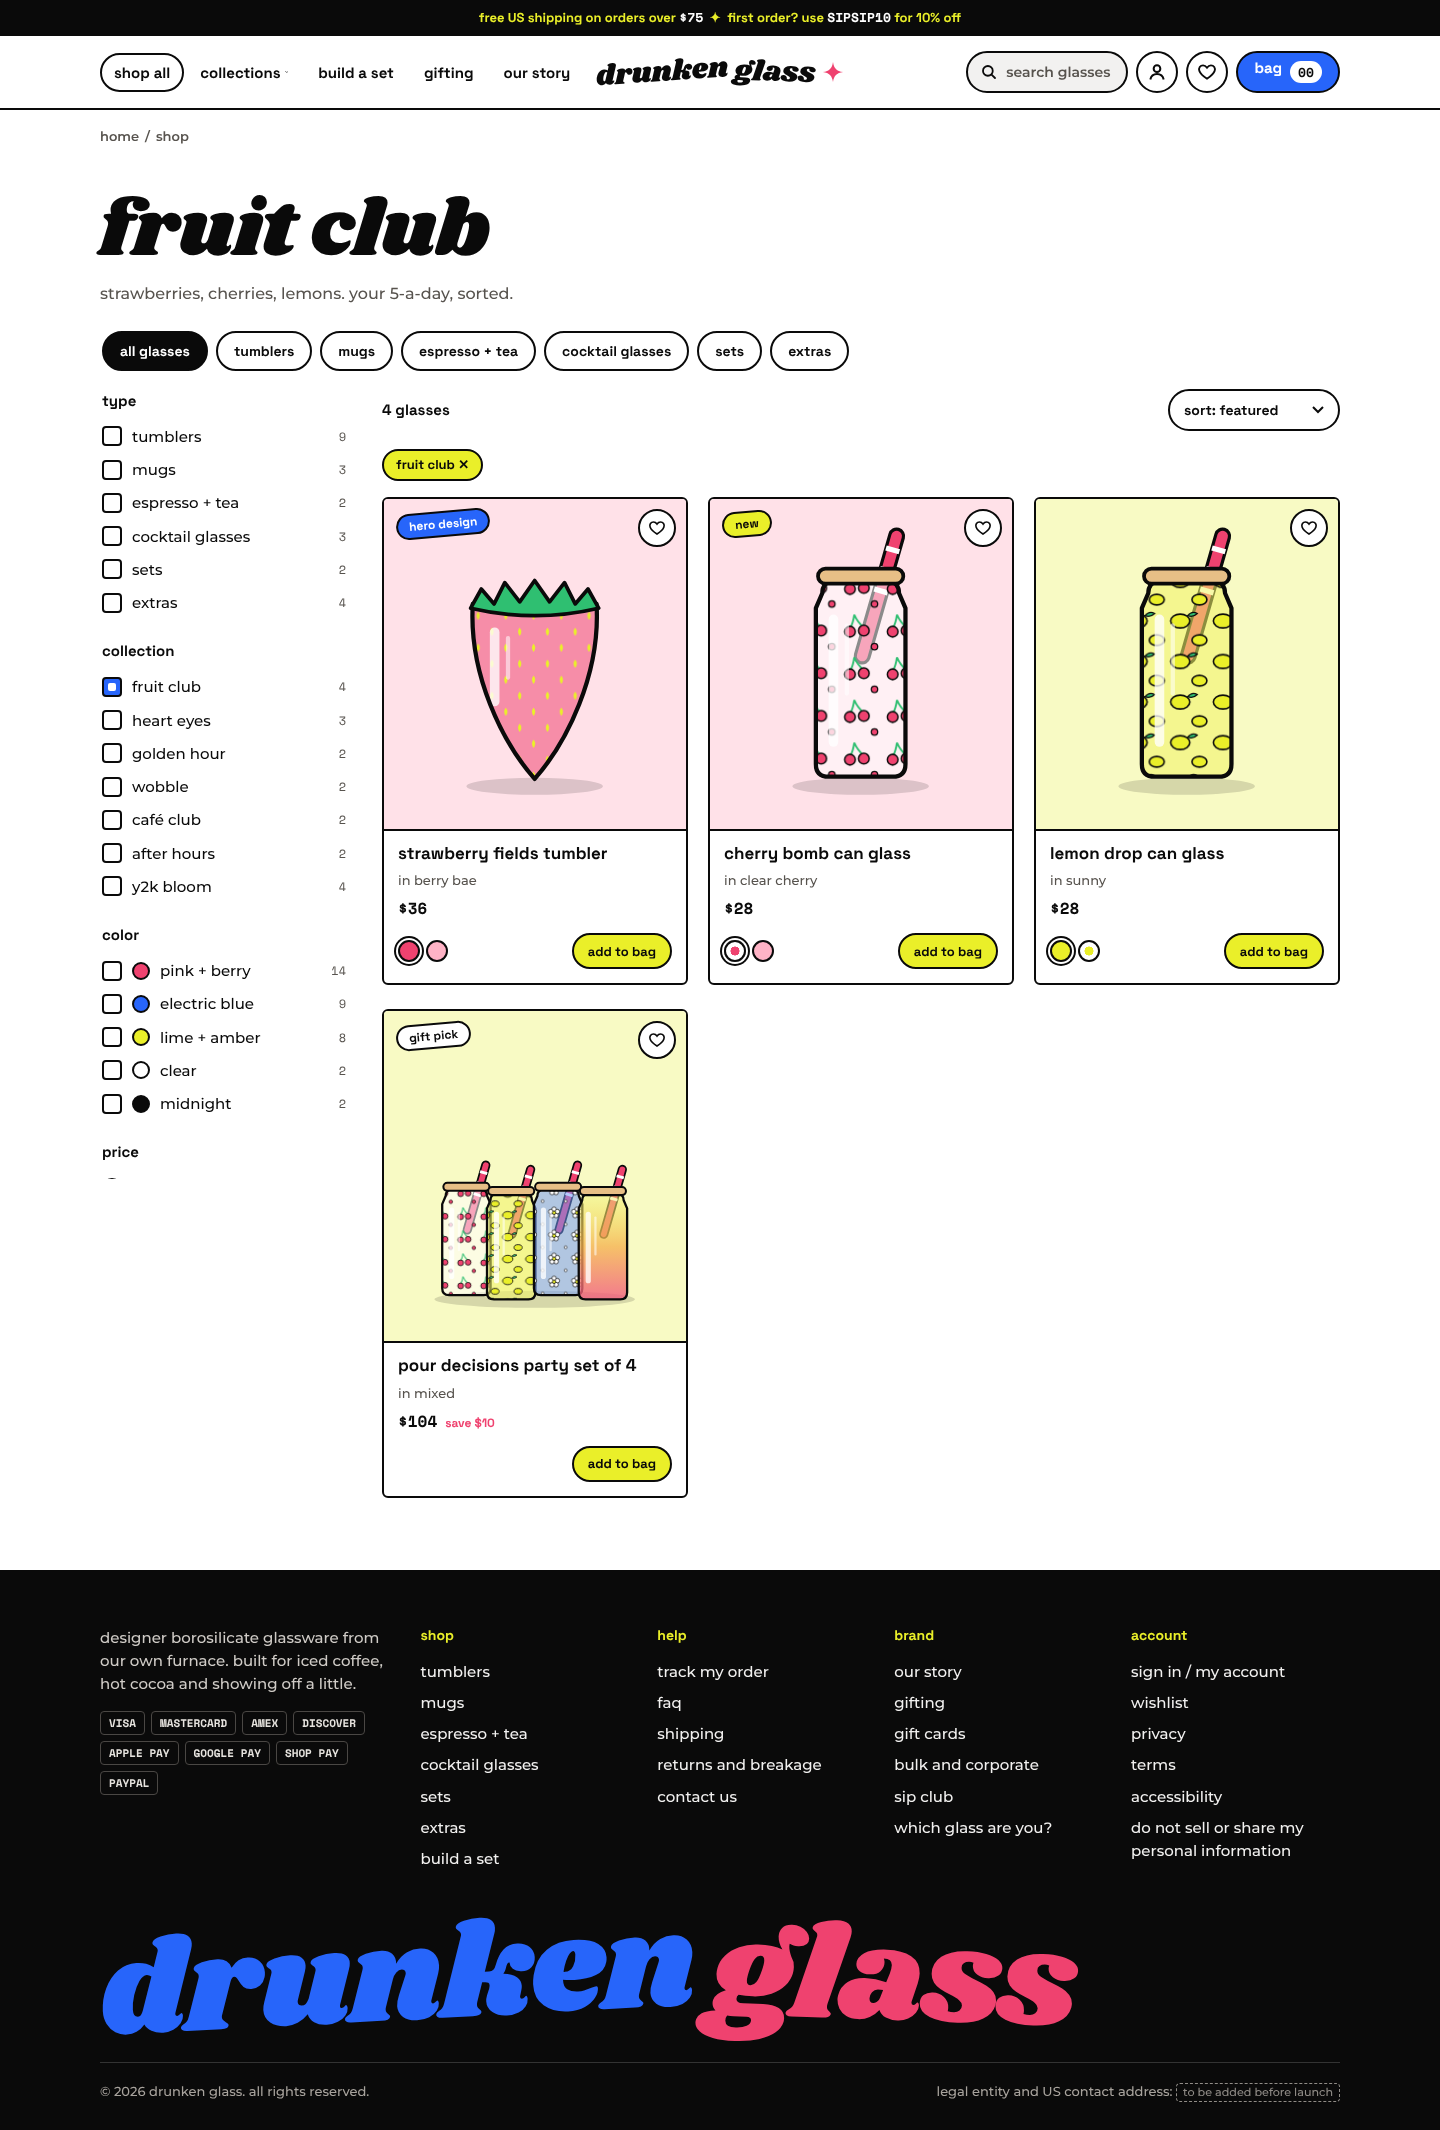 free US shipping on orders over $75 ✦ first order? use SIPSIP10 for 10% off
shop all
collections
build a set
gifting
our story
drunken glass ✦
search glasses
bag 00
home / shop
fruit club
strawberries, cherries, lemons. your 5-a-day, sorted.
all glasses
tumblers
mugs
espresso + tea
cocktail glasses
sets
extras
type
tumblers 9
mugs 3
espresso + tea 2
cocktail glasses 3
sets 2
extras 4
collection
fruit club 4
heart eyes 3
golden hour 2
wobble 2
café club 2
after hours 2
y2k bloom 4
color
pink + berry 14
electric blue 9
lime + amber 8
clear 2
midnight 2
price
4 glasses
sort: featured
fruit club ✕
hero design
strawberry fields tumbler
in berry bae
$36
add to bag
new
cherry bomb can glass
in clear cherry
$28
add to bag
lemon drop can glass
in sunny
$28
add to bag
gift pick
pour decisions party set of 4
in mixed
$104 save $10
add to bag
designer borosilicate glassware from
our own furnace. built for iced coffee,
hot cocoa and showing off a little.
VISA
MASTERCARD
AMEX
DISCOVER
APPLE PAY
GOOGLE PAY
SHOP PAY
PAYPAL
shop
tumblers
mugs
espresso + tea
cocktail glasses
sets
extras
build a set
help
track my order
faq
shipping
returns and breakage
contact us
brand
our story
gifting
gift cards
bulk and corporate
sip club
which glass are you?
account
sign in / my account
wishlist
privacy
terms
accessibility
do not sell or share my
personal information
drunken glass
© 2026 drunken glass. all rights reserved.
legal entity and US contact address: to be added before launch